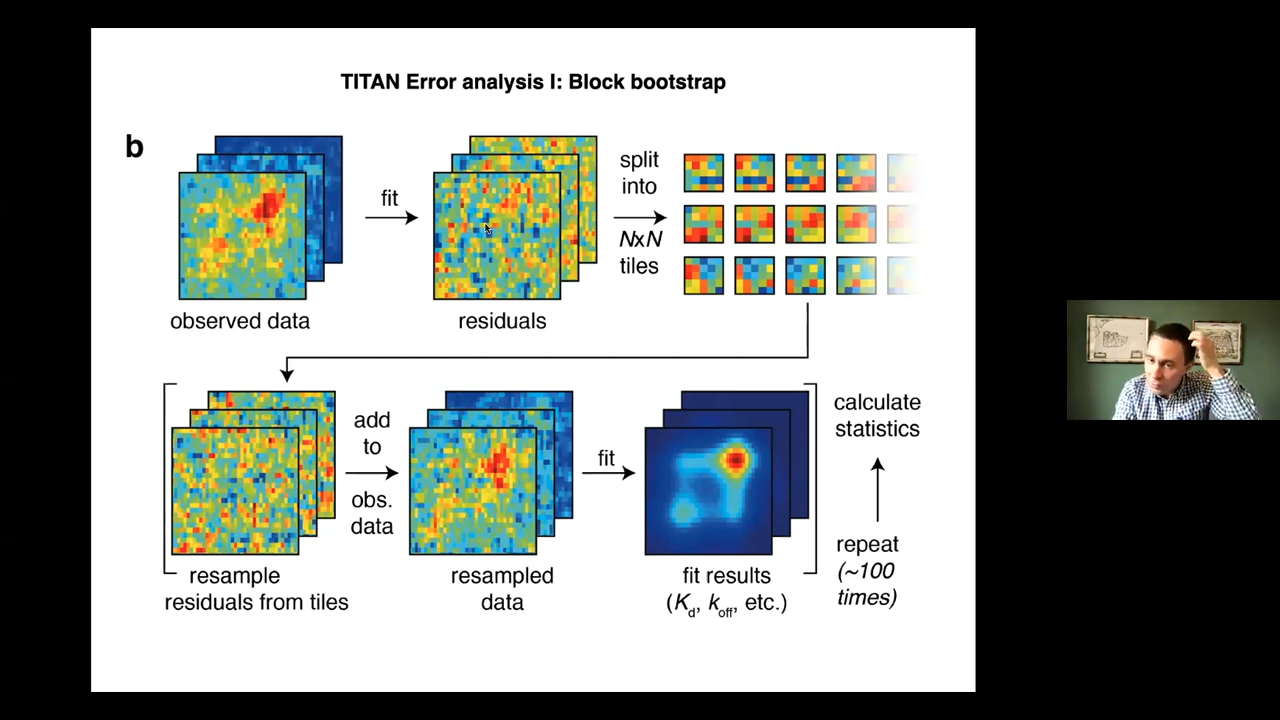 TITAN Error analysis I: Block bootstrap
b
fit
split
into
NxN
tiles
observed data
residuals
add
to
obs.
data
fit
calculate
statistics
repeat
(~100
times)
resample
residuals from tiles
resampled
data
fit results
(Kd, koff, etc.)